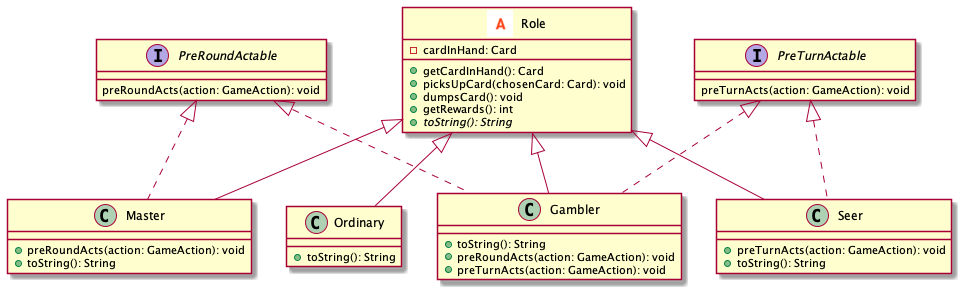 A Role
- cardInHand: Card
getCardInHand(): Card
picksUpCard(chosenCard: Card): void
dumpsCard(): void
getRewards(): int
toString(): String
I PreRoundActable
preRoundActs(action: GameAction): void
I PreTurnActable
preTurnActs(action: GameAction): void
C Master
preRoundActs(action: GameAction): void
toString(): String
C Ordinary
toString(): String
C Gambler
toString(): String
preRoundActs(action: GameAction): void
preTurnActs(action: GameAction): void
C Seer
preTurnActs(action: GameAction): void
toString(): String